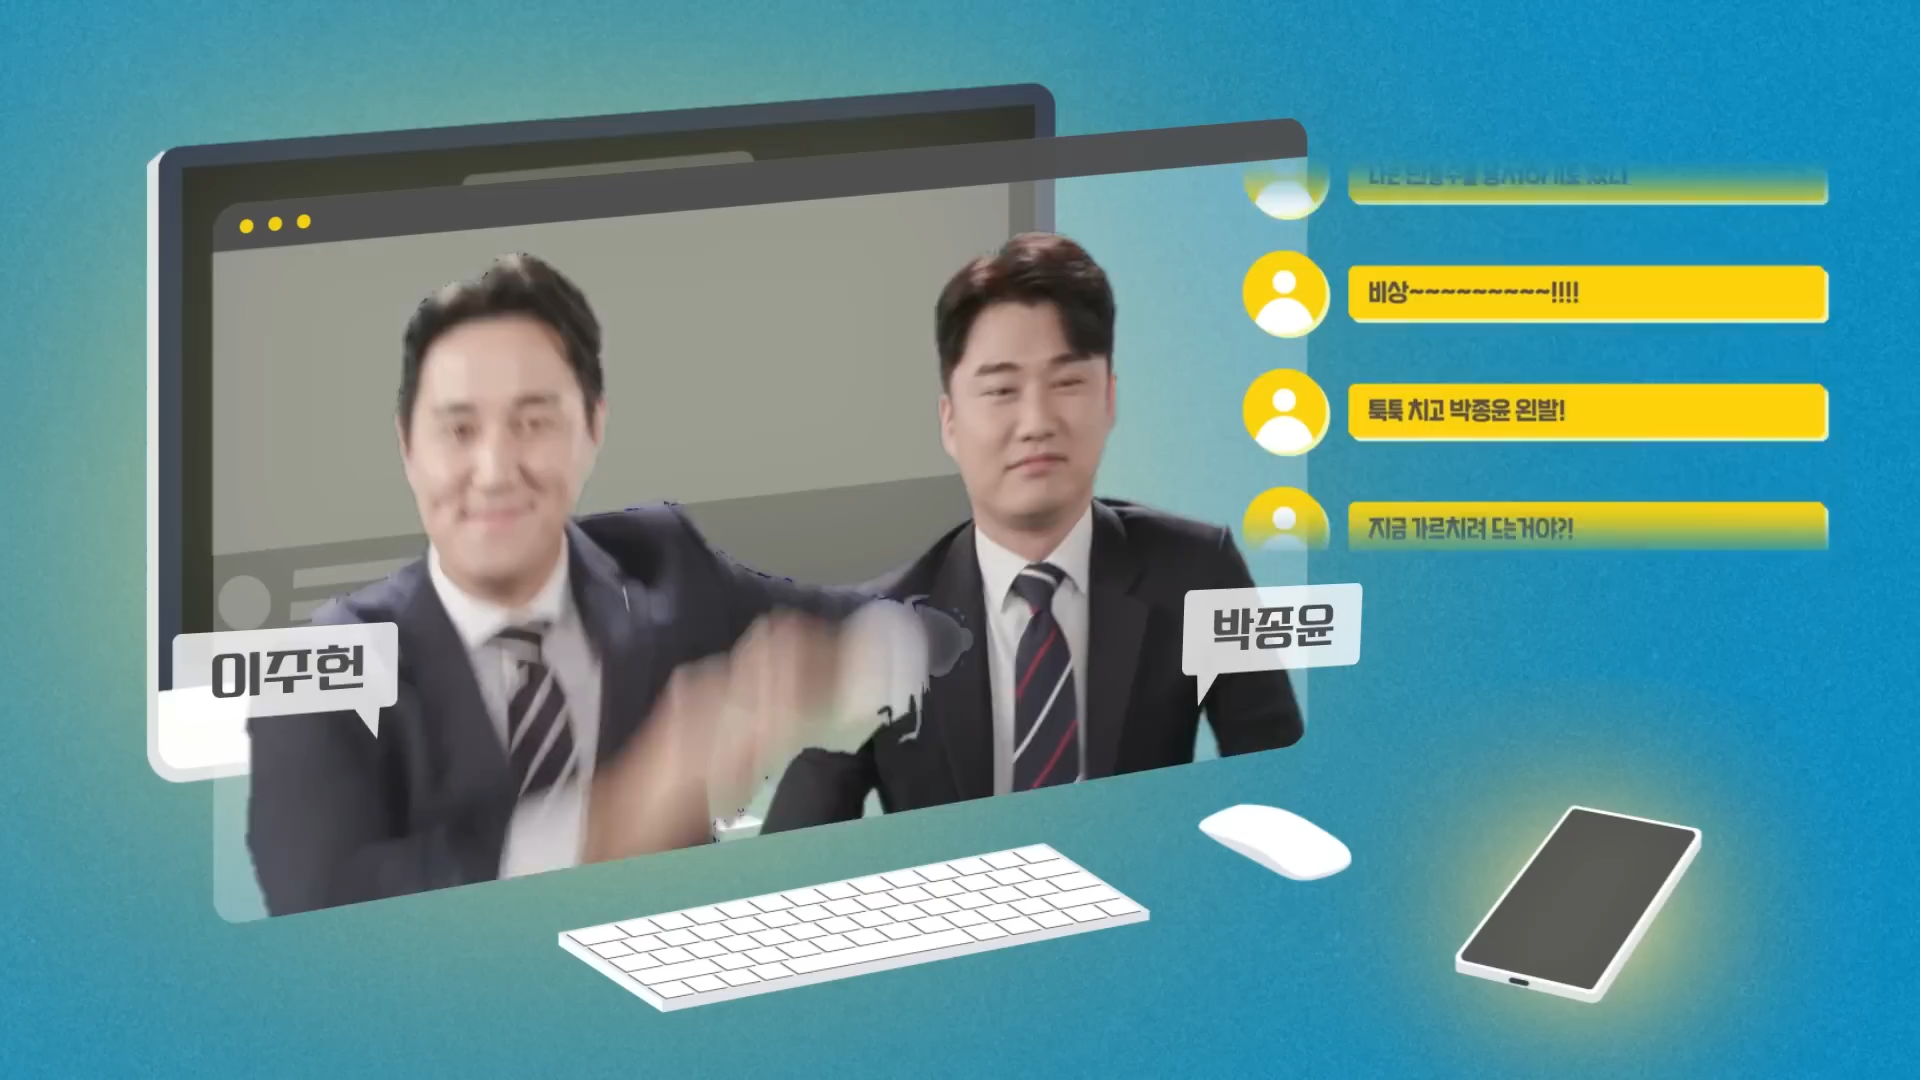 비상~~~~~~~~~!!!!
툭툭 치고 박종윤 왼발!
지금 가르치려 드는거야?!
이주헌
박종윤